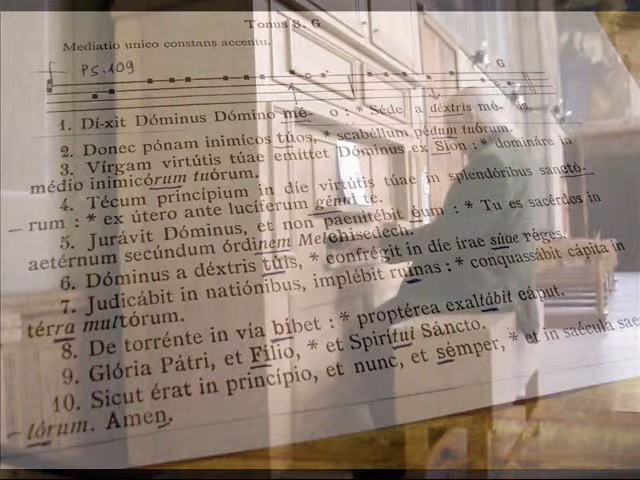 Tonus 8. G
Mediatio unico constans accentu.
PS. 109
G
1. Dí-xit Dóminus Dómino mé- o : * Séde a déxtris mé- is.
2. Donec pónam inimícos túos, * scabéllum pédum tuórum.
3. Vírgam virtútis túae emíttet Dóminus ex Síon : * domináre in
médio inimicórum tuórum.
4. Técum princípium in díe virtútis túae in splendóribus sanctó-
rum : * ex útero ante lucíferum génui te.
5. Jurávit Dóminus, et non paenitébit éum : * Tu es sacérdos in
aetérnum secúndum órdinem Melchísedech.
6. Dóminus a déxtris túis, * confrégit in díe írae súae réges.
7. Judicábit in natiónibus, implébit ruínas : * conquassábit cápita in
térra multórum.
8. De torrénte in vía bíbet : * proptérea exaltábit cáput.
9. Glória Pátri, et Fílio, * et Spirítui Sáncto.
10. Sicut érat in princípio, et nunc, et sémper, * et in saécula sae
lórum. Amen.